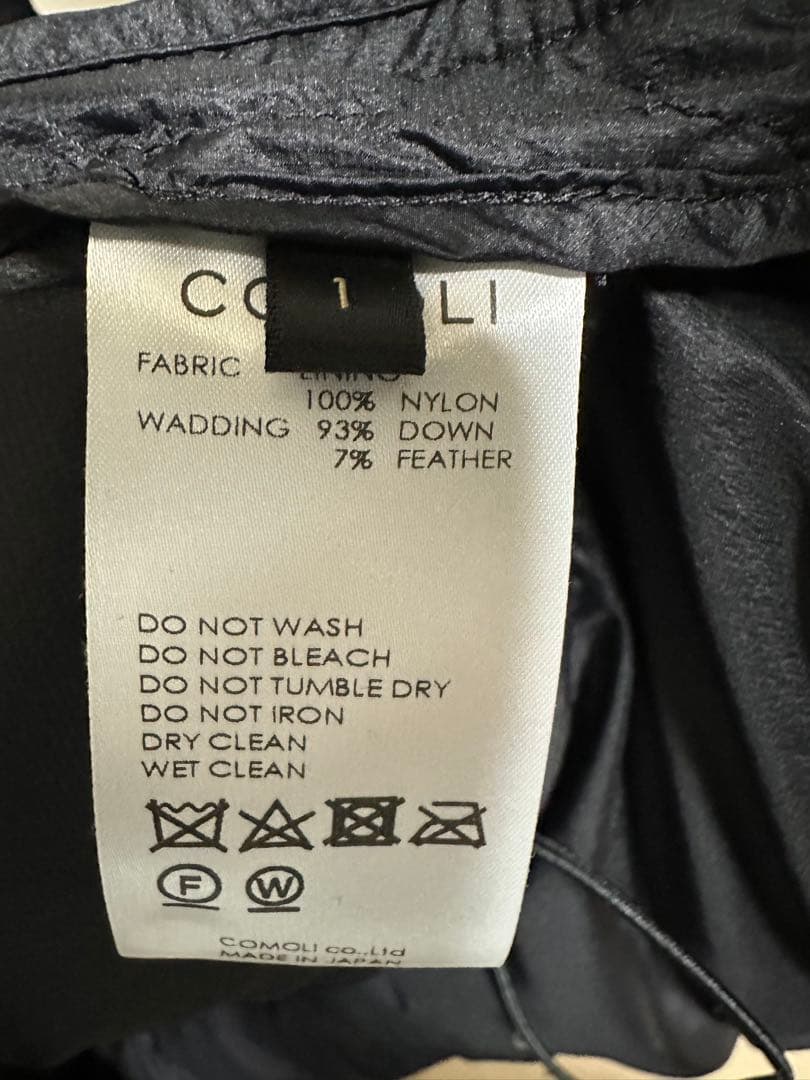 1
FABRIC
100% NYLON
WADDING 93% DOWN
7% FEATHER
DO NOT WASH
DO NOT BLEACH
DO NOT TUMBLE DRY
DO NOT IRON
DRY CLEAN
WET CLEAN
F W
COMOLI co.,Ltd
MADE IN JAPAN